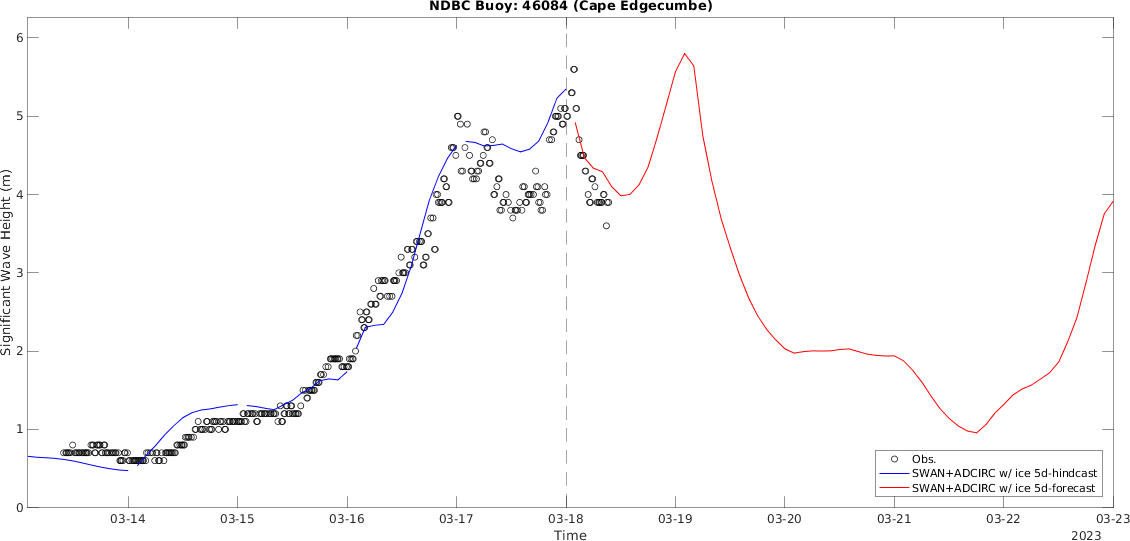 NDBC Buoy: 46084 (Cape Edgecumbe)
Significant Wave Height (m)
6
5
4
3
2
1
0
Obs.
SWAN+ADCIRC w/ ice 5d-hindcast
SWAN+ADCIRC w/ ice 5d-forecast
03-14 03-15 03-16 03-17 03-18 03-19 03-20 03-21 03-22 03-23
Time
2023